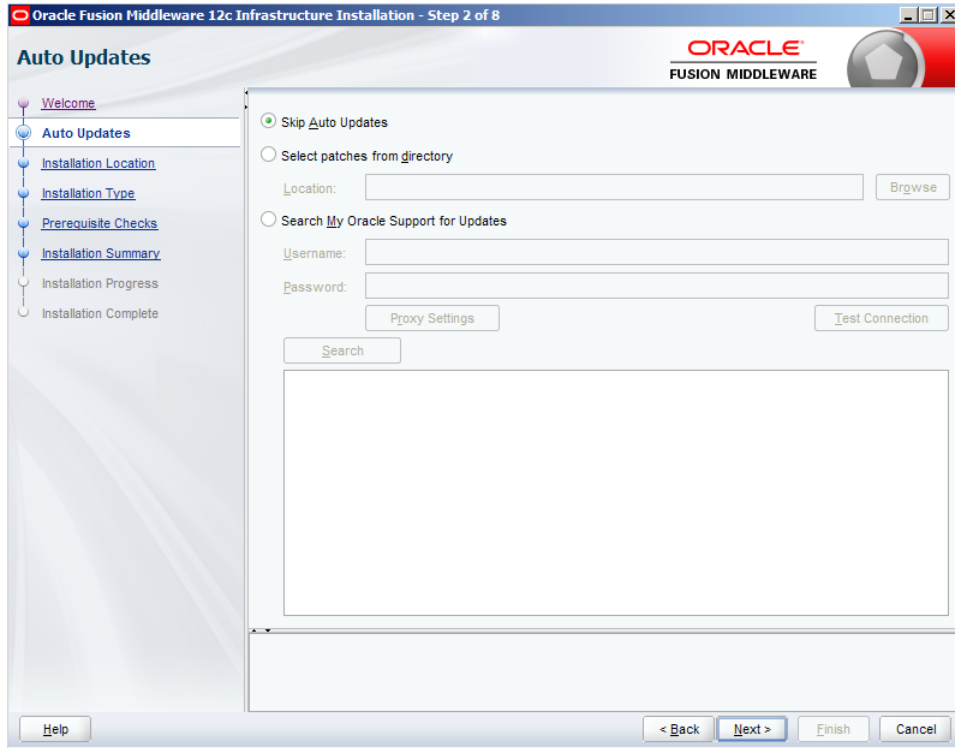 Oracle Fusion Middleware 12c Infrastructure Installation - Step 2 of 8
Auto Updates
ORACLE
FUSION MIDDLEWARE
Welcome
Auto Updates
Installation Location
Installation Type
Prerequisite Checks
Installation Summary
Installation Progress
Installation Complete
Skip Auto Updates
Select patches from directory
Location:
Browse
Search My Oracle Support for Updates
Username:
Password:
Proxy Settings
Test Connection
Search
Help
< Back
Next >
Finish
Cancel